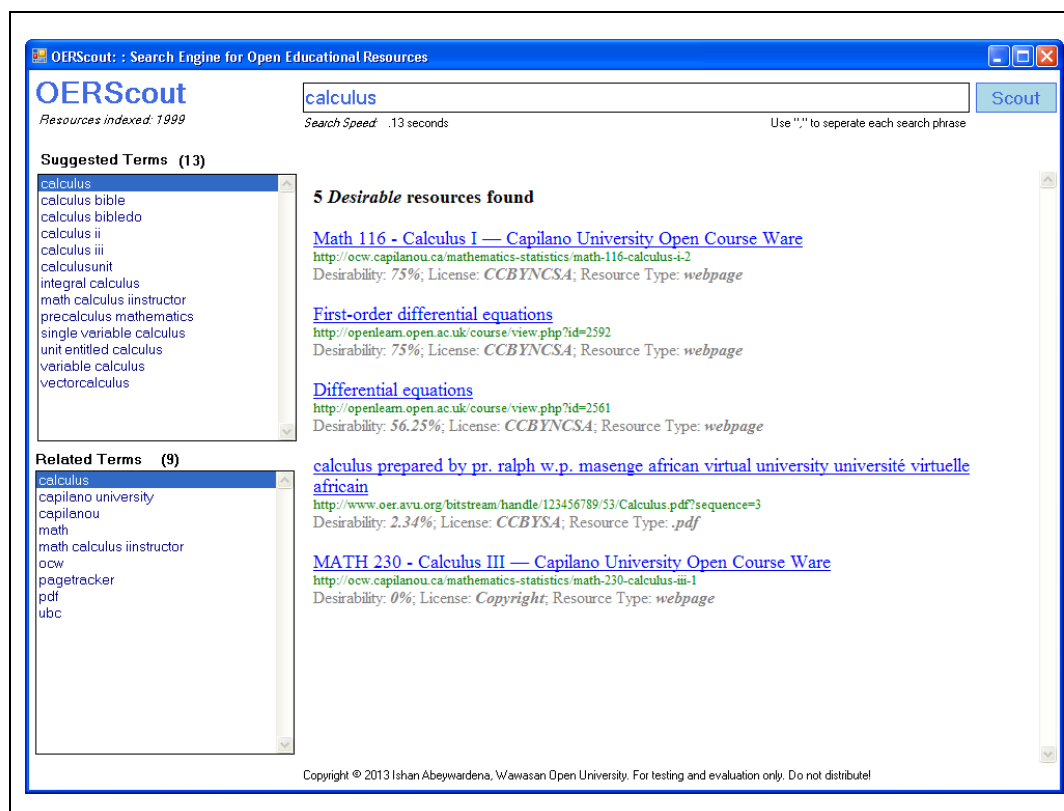 OERScout: : Search Engine for Open Educational Resources
OERScout
Resources indexed: 1999
calculus
Scout
Search Speed: .13 seconds
Use "," to seperate each search phrase
Suggested Terms (13)
calculus
calculus bible
calculus bibledo
calculus ii
calculus iii
calculusunit
integral calculus
math calculus iinstructor
precalculus mathematics
single variable calculus
unit entitled calculus
variable calculus
vectorcalculus
Related Terms (9)
calculus
capilano university
capilanou
math
math calculus iinstructor
ocw
pagetracker
pdf
ubc
5 Desirable resources found
Math 116 - Calculus I — Capilano University Open Course Ware
http://ocw.capilanou.ca/mathematics-statistics/math-116-calculus-i-2
Desirability: 75%; License: CCBYNCSA; Resource Type: webpage
First-order differential equations
http://openlearn.open.ac.uk/course/view.php?id=2592
Desirability: 75%; License: CCBYNCSA; Resource Type: webpage
Differential equations
http://openlearn.open.ac.uk/course/view.php?id=2561
Desirability: 56.25%; License: CCBYNCSA; Resource Type: webpage
calculus prepared by pr. ralph w.p. masenge african virtual university université virtuelle
africain
http://www.oer.avu.org/bitstream/handle/123456789/53/Calculus.pdf?sequence=3
Desirability: 2.34%; License: CCBYSA; Resource Type: .pdf
MATH 230 - Calculus III — Capilano University Open Course Ware
http://ocw.capilanou.ca/mathematics-statistics/math-230-calculus-iii-1
Desirability: 0%; License: Copyright; Resource Type: webpage
Copyright © 2013 Ishan Abeywardena, Wawasan Open University. For testing and evaluation only. Do not distribute!